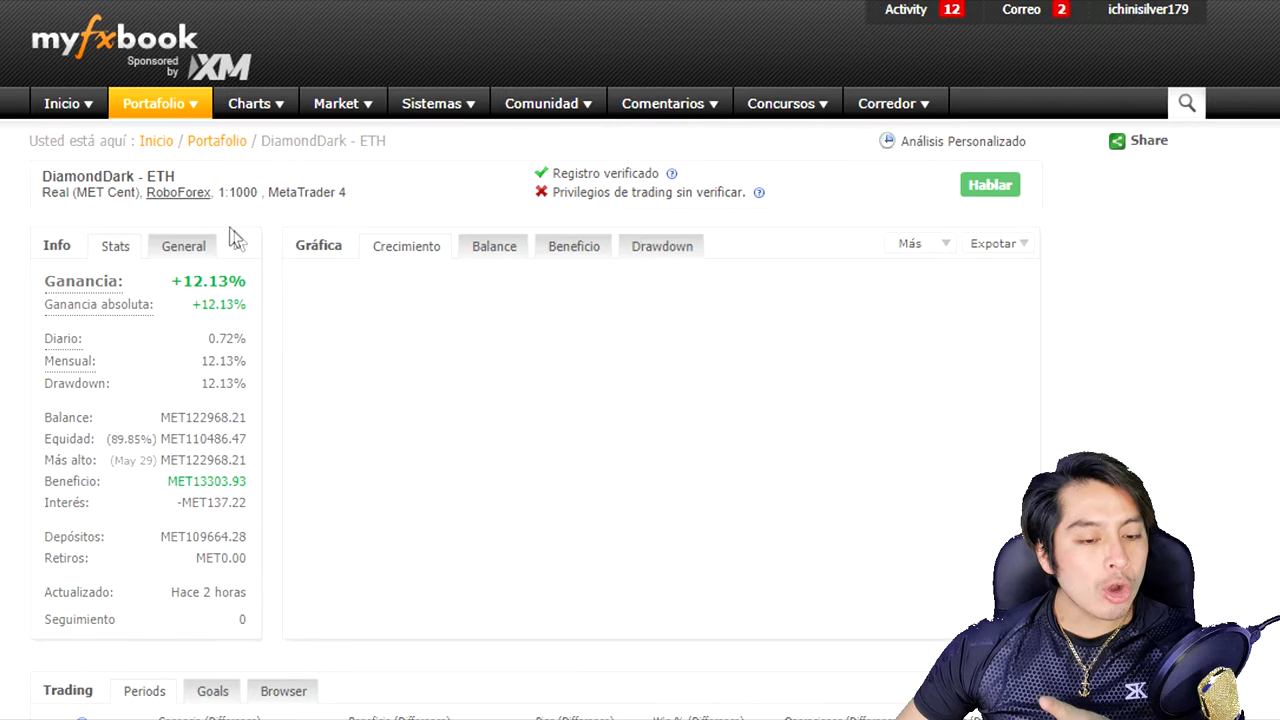 Activity 12 Correo 2 ichinisilver179
myfxbook
Sponsored by XM
Inicio Portafolio Charts Market Sistemas Comunidad Comentarios Concursos Corredor
Usted está aquí : Inicio / Portafolio / DiamondDark - ETH Análisis Personalizado Share
DiamondDark - ETH Registro verificado
Real (MET Cent), RoboForex, 1:1000 , MetaTrader 4 Privilegios de trading sin verificar. Hablar
Info Stats General Gráfica Crecimiento Balance Beneficio Drawdown Más Expotar
Ganancia: +12.13%
Ganancia absoluta: +12.13%
Diario: 0.72%
Mensual: 12.13%
Drawdown: 12.13%
Balance: MET122968.21
Equidad: (89.85%) MET110486.47
Más alto: (May 29) MET122968.21
Beneficio: MET13303.93
Interés: -MET137.22
Depósitos: MET109664.28
Retiros: MET0.00
Actualizado: Hace 2 horas
Seguimiento 0
Trading Periods Goals Browser